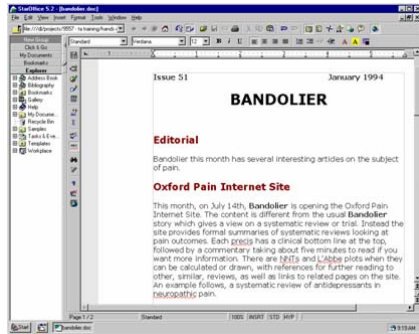 StarOffice 5.2 - [bandolier.doc]
File Edit View Insert Format Tools Window Help
New Group
Click & Go
My Documents
Bookmarks
Explorer
Address Book
Bibliography
Bookmarks
Gallery
Help
My Docume..
Recycle Bin
Samples
Tasks & Eve..
Templates
Workplace
Standard Verdana 12 B i U
Issue 51 January 1994
BANDOLIER
Editorial
Bandolier this month has several interesting articles on the subject
of pain.
Oxford Pain Internet Site
This month, on July 14th, Bandolier is opening the Oxford Pain
Internet Site. The content is different from the usual Bandolier
story which gives a view on a systematic review or trial. Instead the
site provides formal summaries of systematic reviews looking at
pain outcomes. Each precis has a clinical bottom line at the top,
followed by a commentary taking about five minutes to read if you
want more information. There are NNTs and L'Abbe plots when they
can be calculated or drawn, with references for further reading to
other, similar, reviews, as well as links to related pages on the site.
An example follows, a systematic review of antidepressants in
neuropathic pain.
Page 1 / 2 Standard 100% INSRT STD HYP
Start bandolier.doc